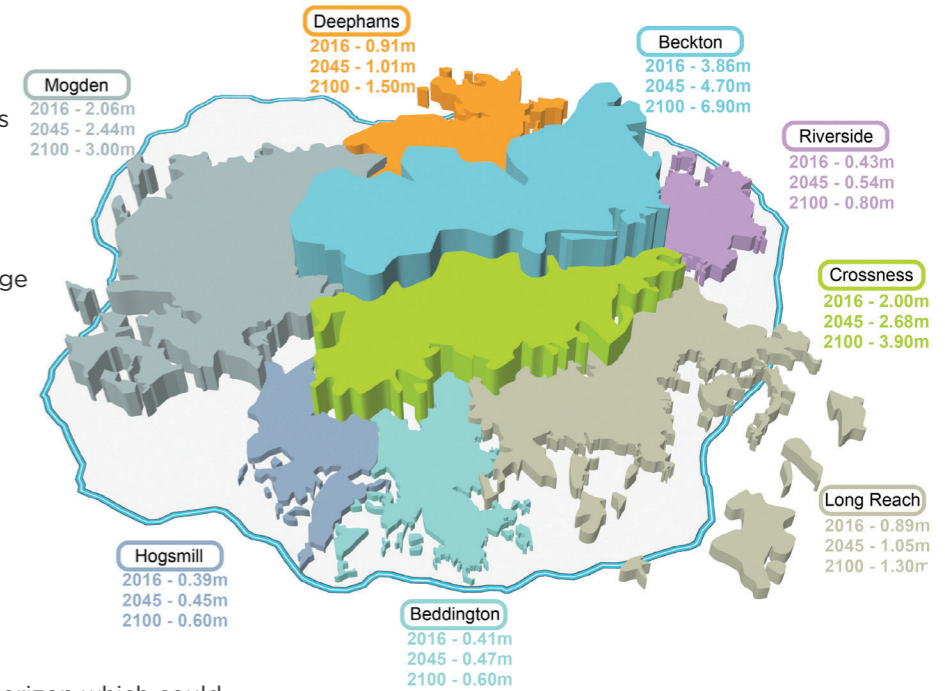 Deephams
2016 - 0.91m
2045 - 1.01m
2100 - 1.50m
Beckton
2016 - 3.86m
2045 - 4.70m
2100 - 6.90m
Mogden
2016 - 2.06m
2045 - 2.44m
2100 - 3.00m
s
Riverside
2016 - 0.43m
2045 - 0.54m
2100 - 0.80m
ge
Crossness
2016 - 2.00m
2045 - 2.68m
2100 - 3.90m
Long Reach
2016 - 0.89m
2045 - 1.05m
2100 - 1.30m
Hogsmill
2016 - 0.39m
2045 - 0.45m
2100 - 0.60m
Beddington
2016 - 0.41m
2045 - 0.47m
2100 - 0.60m
which could